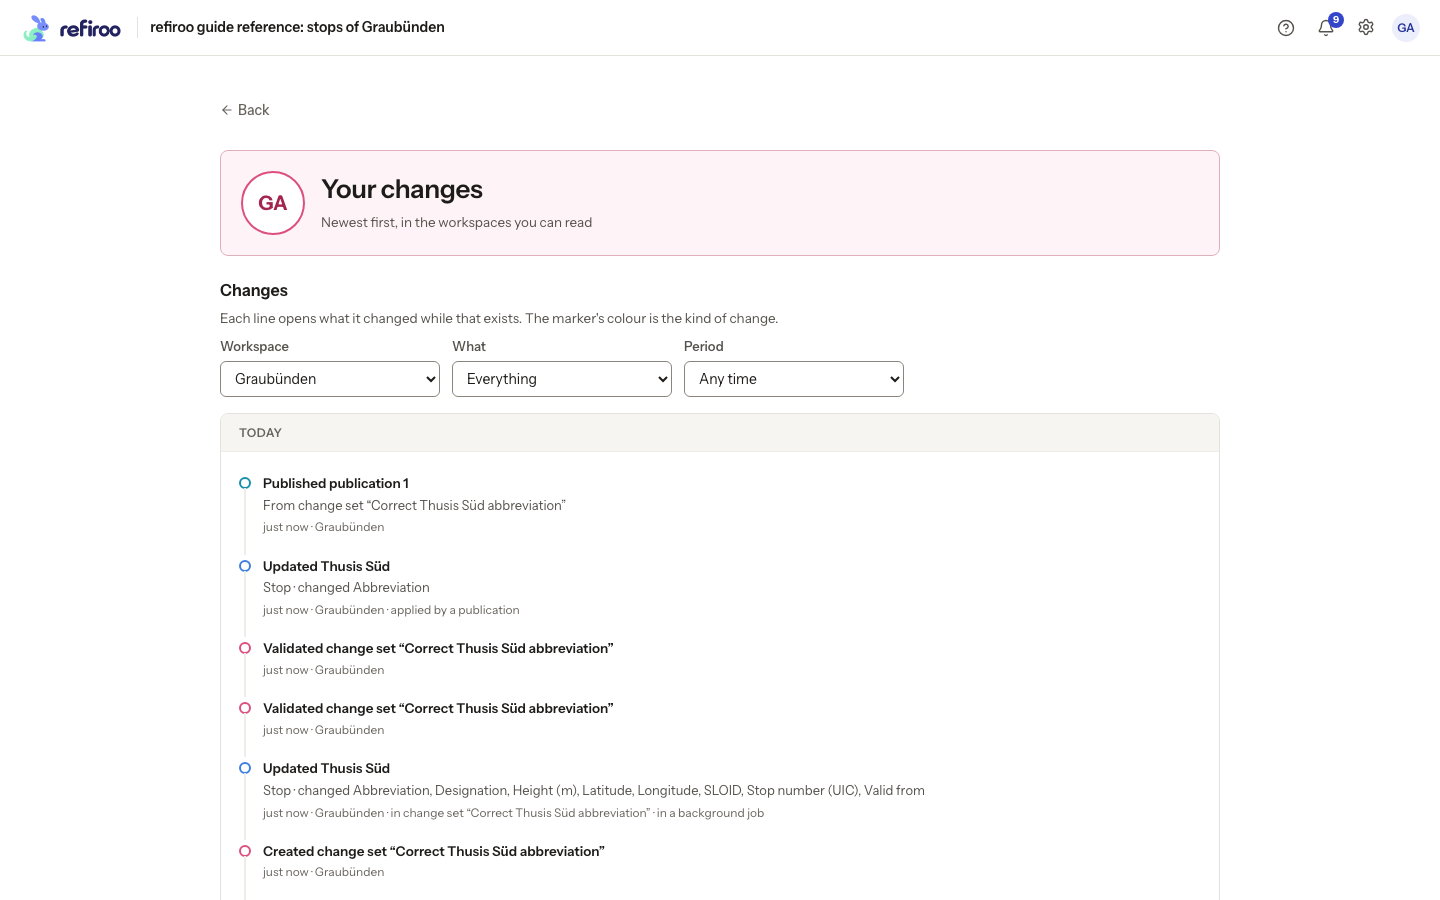 refiroo
refiroo guide reference: stops of Graubünden
9
GA
← Back
GA
Your changes
Newest first, in the workspaces you can read
Changes
Each line opens what it changed while that exists. The marker's colour is the kind of change.
Workspace
What
Period
Graubünden
Everything
Any time
TODAY
Published publication 1
From change set “Correct Thusis Süd abbreviation”
just now · Graubünden
Updated Thusis Süd
Stop · changed Abbreviation
just now · Graubünden · applied by a publication
Validated change set “Correct Thusis Süd abbreviation”
just now · Graubünden
Validated change set “Correct Thusis Süd abbreviation”
just now · Graubünden
Updated Thusis Süd
Stop · changed Abbreviation, Designation, Height (m), Latitude, Longitude, SLOID, Stop number (UIC), Valid from
just now · Graubünden · in change set “Correct Thusis Süd abbreviation” · in a background job
Created change set “Correct Thusis Süd abbreviation”
just now · Graubünden